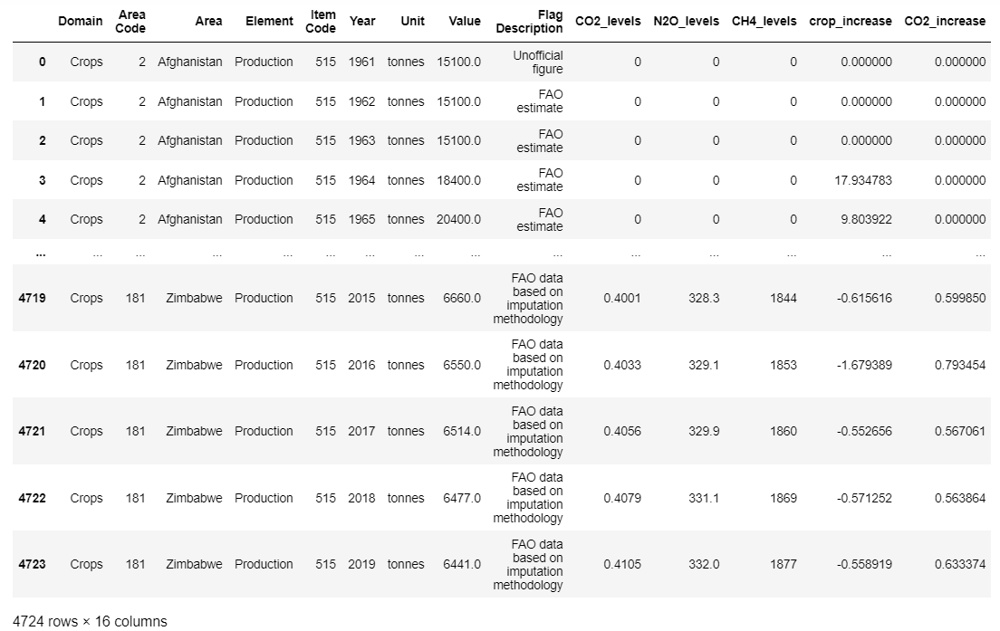 Domain Area Code Area Element Item Code Year Unit Value Flag Description CO2_levels N2O_levels CH4_levels crop_increase CO2_increase
0 Crops 2 Afghanistan Production 515 1961 tonnes 15100.0 Unofficial figure 0 0 0 0.000000 0.000000
1 Crops 2 Afghanistan Production 515 1962 tonnes 15100.0 FAO estimate 0 0 0 0.000000 0.000000
2 Crops 2 Afghanistan Production 515 1963 tonnes 15100.0 FAO estimate 0 0 0 0.000000 0.000000
3 Crops 2 Afghanistan Production 515 1964 tonnes 18400.0 FAO estimate 0 0 0 17.934783 0.000000
4 Crops 2 Afghanistan Production 515 1965 tonnes 20400.0 FAO estimate 0 0 0 9.803922 0.000000
... ... ... ... ... ... ... ... ... ... ... ... ... ... ...
4719 Crops 181 Zimbabwe Production 515 2015 tonnes 6660.0 FAO data based on imputation methodology 0.4001 328.3 1844 -0.615616 0.599850
4720 Crops 181 Zimbabwe Production 515 2016 tonnes 6550.0 FAO data based on imputation methodology 0.4033 329.1 1853 -1.679389 0.793454
4721 Crops 181 Zimbabwe Production 515 2017 tonnes 6514.0 FAO data based on imputation methodology 0.4056 329.9 1860 -0.552656 0.567061
4722 Crops 181 Zimbabwe Production 515 2018 tonnes 6477.0 FAO data based on imputation methodology 0.4079 331.1 1869 -0.571252 0.563864
4723 Crops 181 Zimbabwe Production 515 2019 tonnes 6441.0 FAO data based on imputation methodology 0.4105 332.0 1877 -0.558919 0.633374
4724 rows × 16 columns